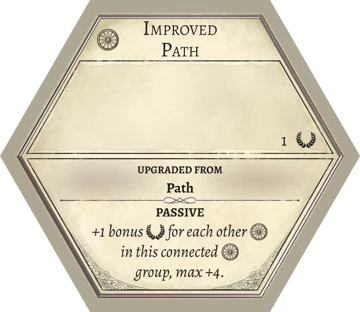 IMPROVED
PATH
1
UPGRADED FROM
Path
PASSIVE
+1 bonus for each other
in this connected
group, max +4.